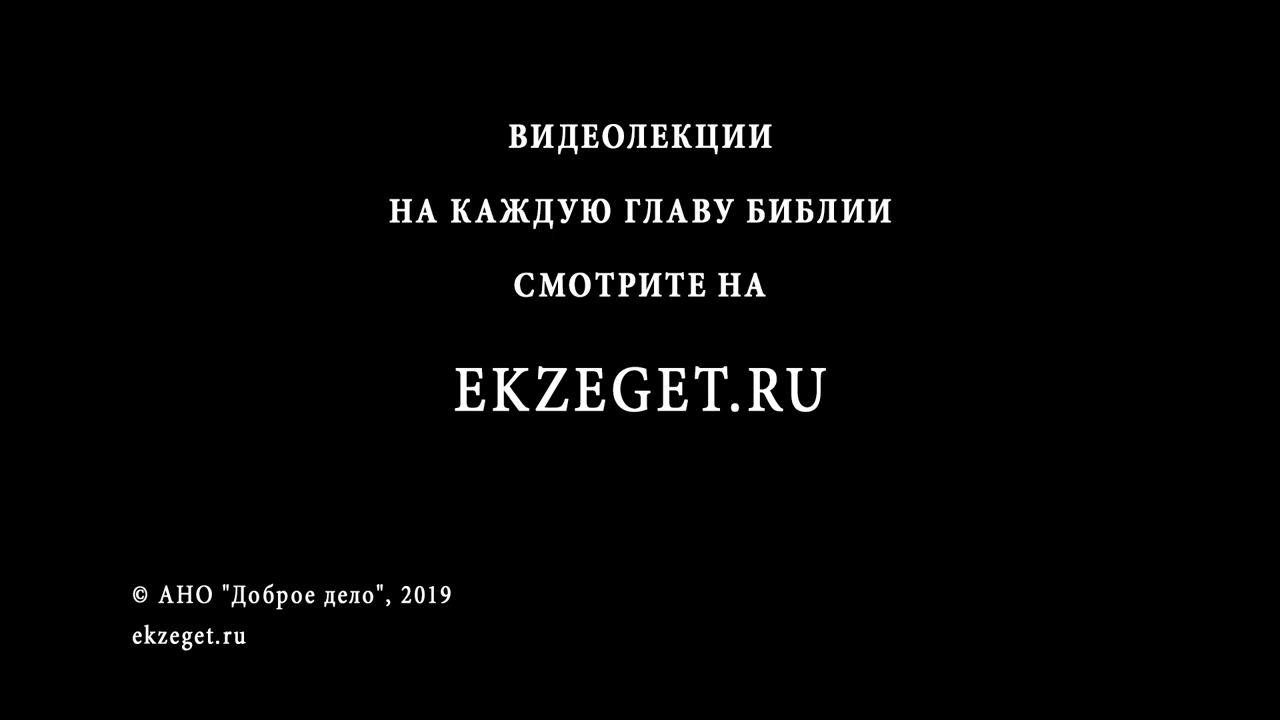 ВИДЕОЛЕКЦИИ
НА КАЖДУЮ ГЛАВУ БИБЛИИ
СМОТРИТЕ НА
EKZEGET.RU
© АНО "Доброе дело", 2019
ekzeget.ru